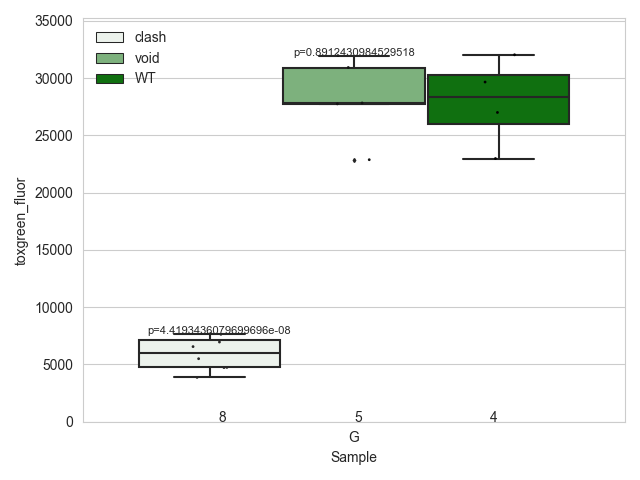 p=0.8912430984529518
clash
void
WT
35000
30000
25000
20000
15000
10000
5000
0
toxgreen_fluor
p=4.4193436079699696e-08
8 5 4
G
Sample